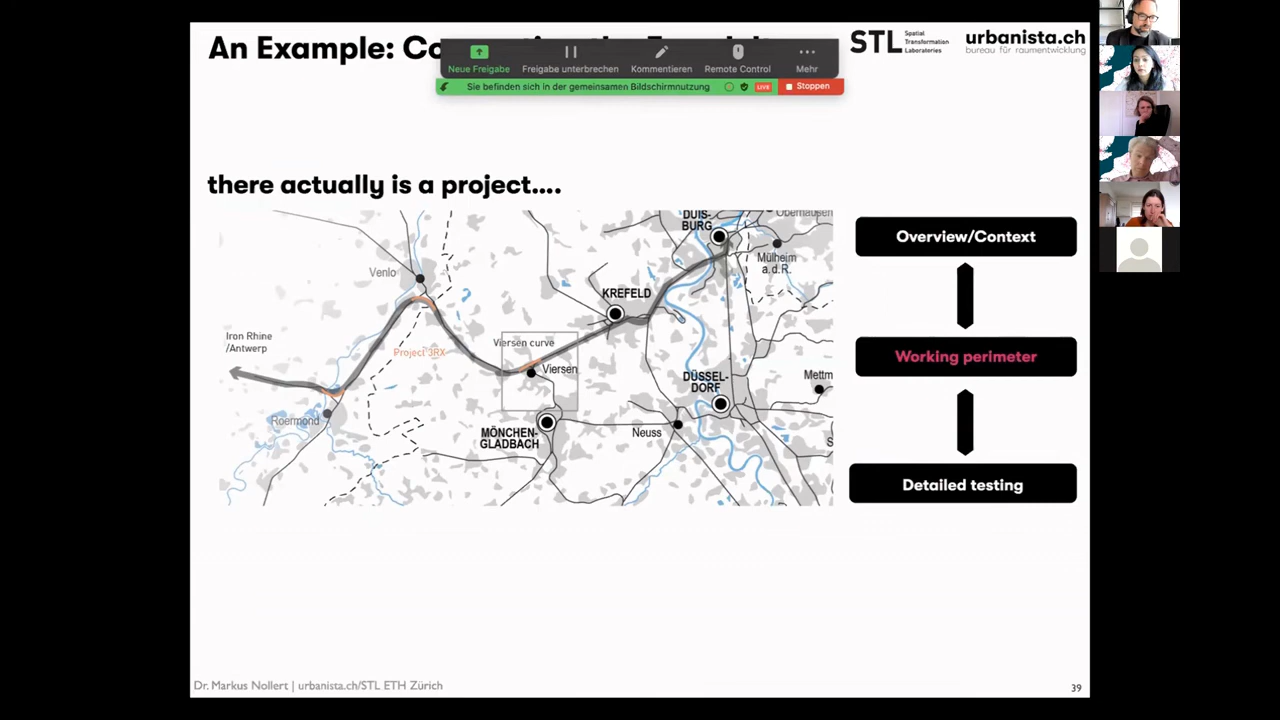 An Example: Co
STL Spatial Transformation Laboratories
urbanista.ch
bureau für raumentwicklung
Neue Freigabe
Freigabe unterbrechen
Kommentieren
Remote Control
Mehr
Sie befinden sich in der gemeinsamen Bildschirmnutzung
LIVE
Stoppen
there actually is a project....
DUIS-
BURG
Oberhausen
Mülheim
a.d.R.
Venlo
KREFELD
Iron Rhine
/Antwerp
Project 3RX
Viersen curve
Viersen
DÜSSEL-
DORF
Mettm
Roermond
MÖNCHEN-
GLADBACH
Neuss
S
Overview/Context
Working perimeter
Detailed testing
Dr. Markus Nollert | urbanista.ch/STL ETH Zürich
39